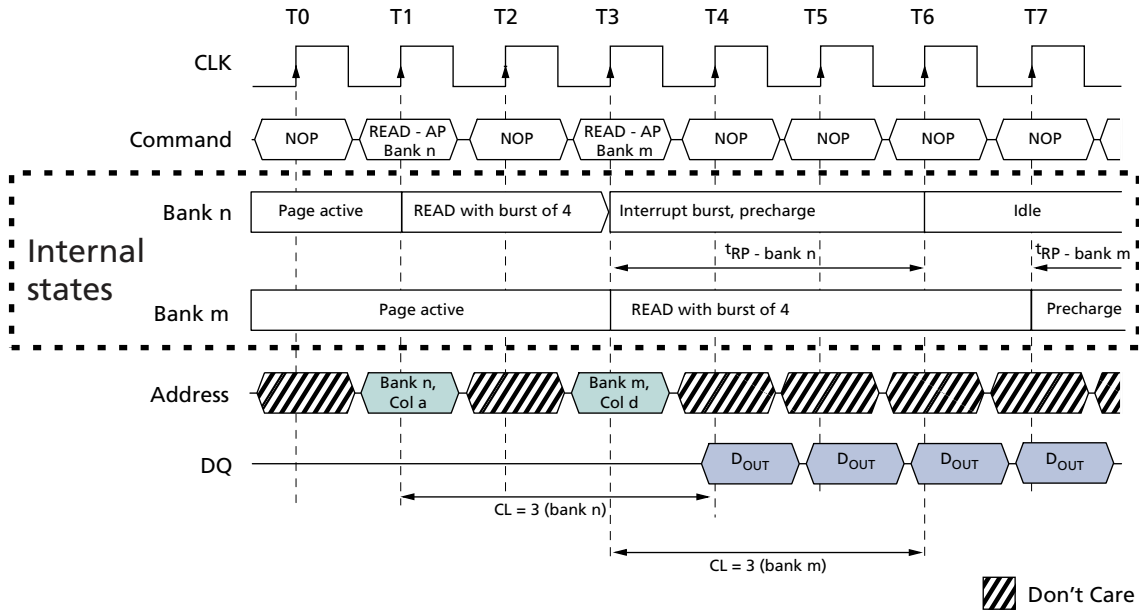 T0 T1 T2 T3 T4 T5 T6 T7
CLK
Command NOP READ - AP Bank n NOP READ - AP Bank m NOP NOP NOP NOP
Bank n Page active READ with burst of 4 Interrupt burst, precharge Idle
Internal states
tRP - bank n tRP - bank m
Bank m Page active READ with burst of 4 Precharge
Address Bank n, Col a Bank m, Col d
DQ DOUT DOUT DOUT DOUT
CL = 3 (bank n)
CL = 3 (bank m)
Don't Care